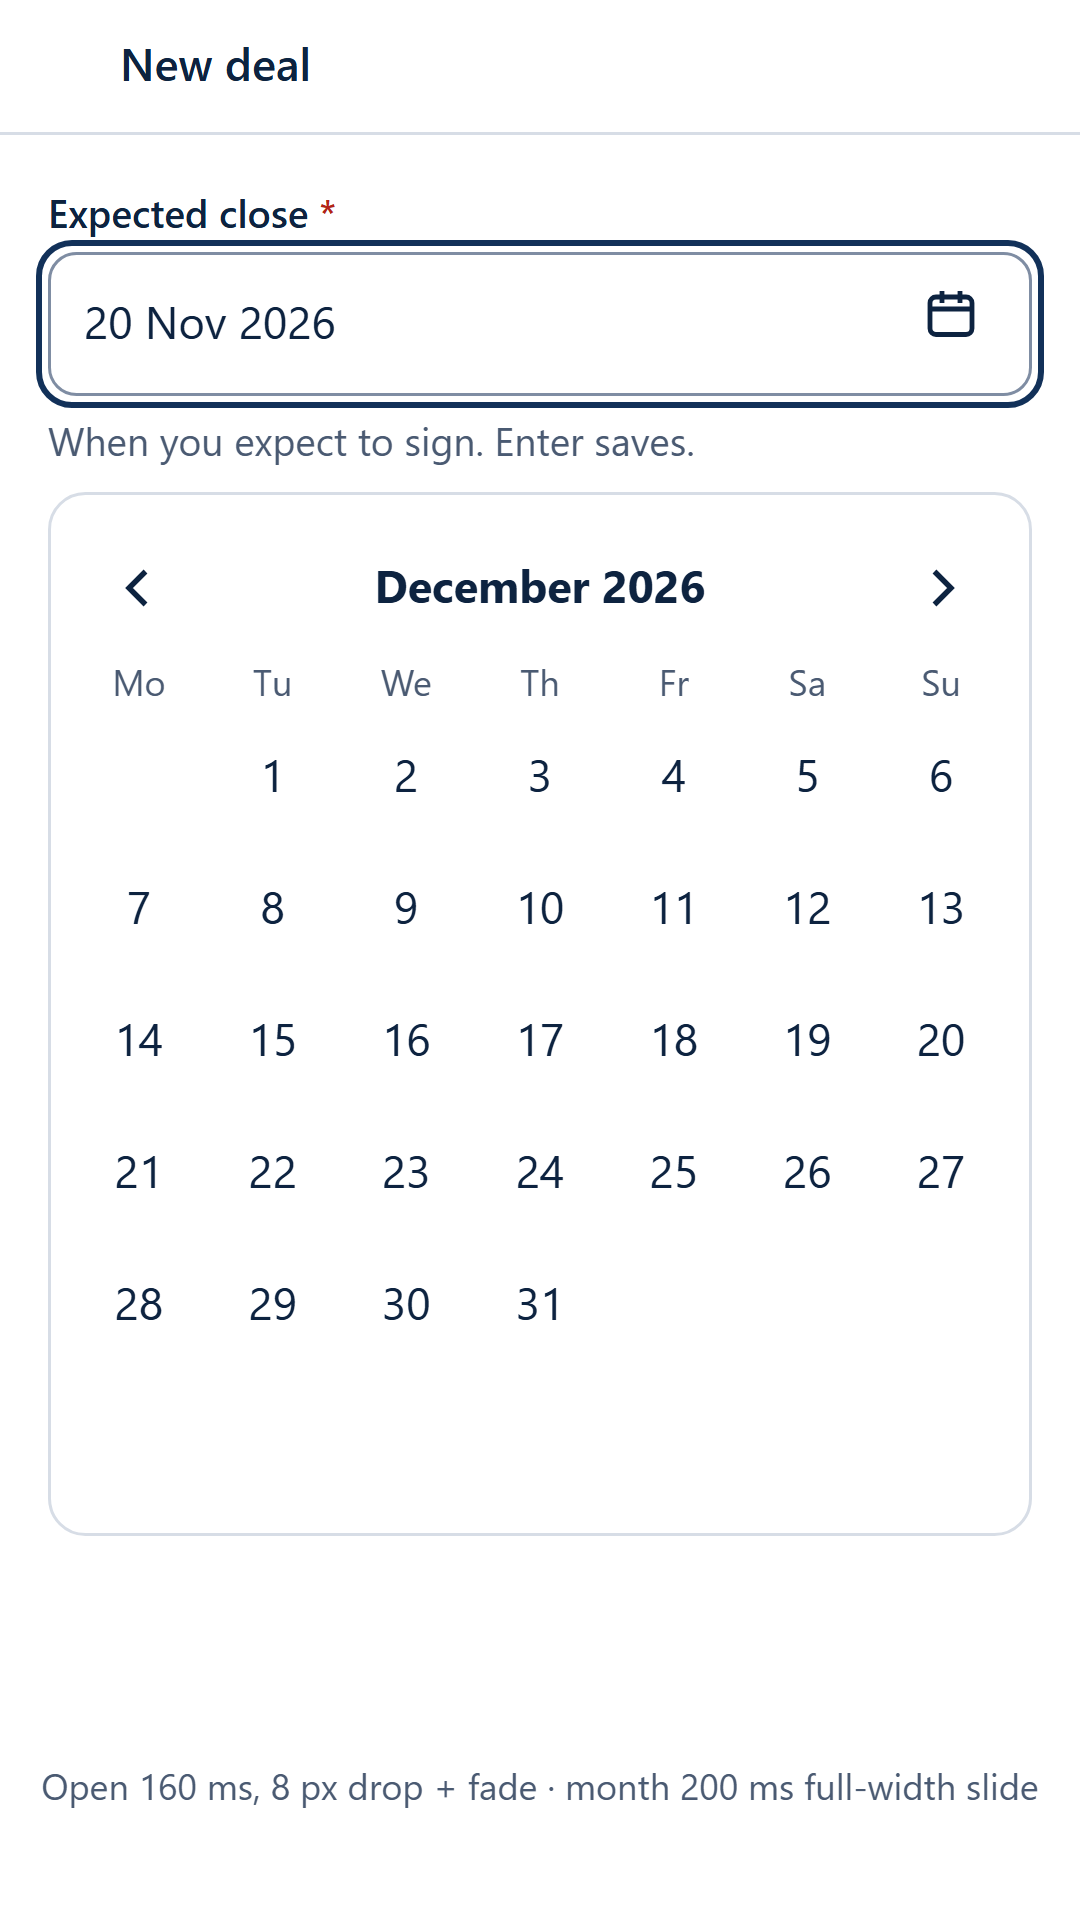 New deal
Expected close *
20 Nov 2026
When you expect to sign. Enter saves.
December 2026
Mo Tu We Th Fr Sa Su
1 2 3 4 5 6
7 8 9 10 11 12 13
14 15 16 17 18 19 20
21 22 23 24 25 26 27
28 29 30 31
Open 160 ms, 8 px drop + fade · month 200 ms full-width slide